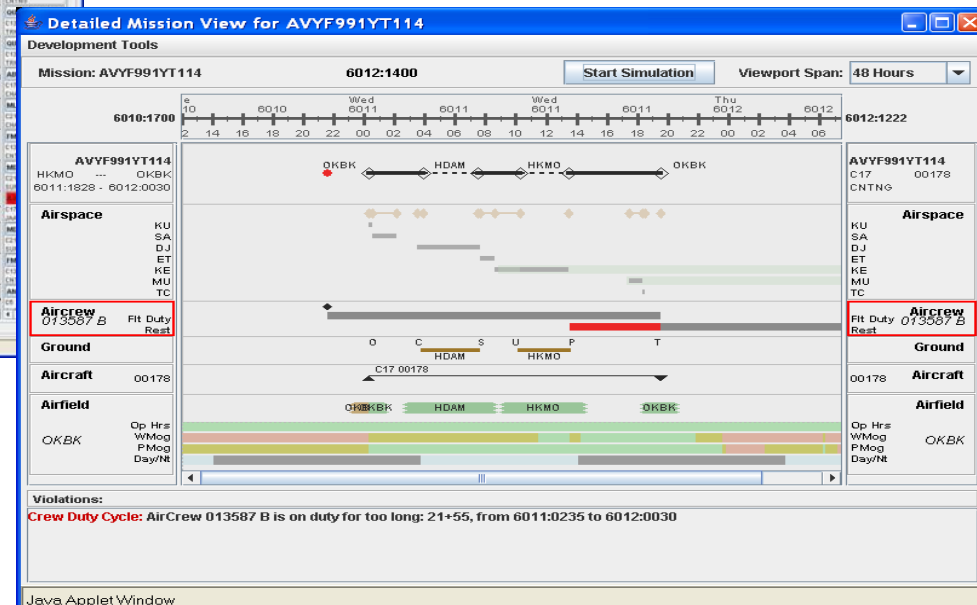 Detailed Mission View for AVYF991YT114
Development Tools
Mission: AVYF991YT114 6012:1400 Start Simulation Viewport Span: 48 Hours
e Wed Wed Thu
10 6010 6011 6011 6011 6011 6012 6012
6010:1700 6012:1222
2 14 16 18 20 22 00 02 04 06 08 10 12 14 16 18 20 22 00 02 04 06
AVYF991YT114 OKBK HDAM HKMO OKBK AVYF991YT114
HKMO --- OKBK C17 00178
6011:1828 - 6012:0030 CNTNG
Airspace Airspace
KU KU
SA SA
DJ DJ
ET ET
KE KE
MU MU
TC TC
Aircrew Aircrew
013587 B Flt Duty Flt Duty 013587 B
Rest Rest
Ground O C S U P T Ground
HDAM HKMO
Aircraft 00178 C17 00178 00178 Aircraft
Airfield OKBK HDAM HKMO OKBK Airfield
Op Hrs Op Hrs
OKBK WMog WMog OKBK
PMog PMog
Day/Nt Day/Nt
Violations:
Crew Duty Cycle: AirCrew 013587 B is on duty for too long: 21+55, from 6011:0235 to 6012:0030
Java Applet Window